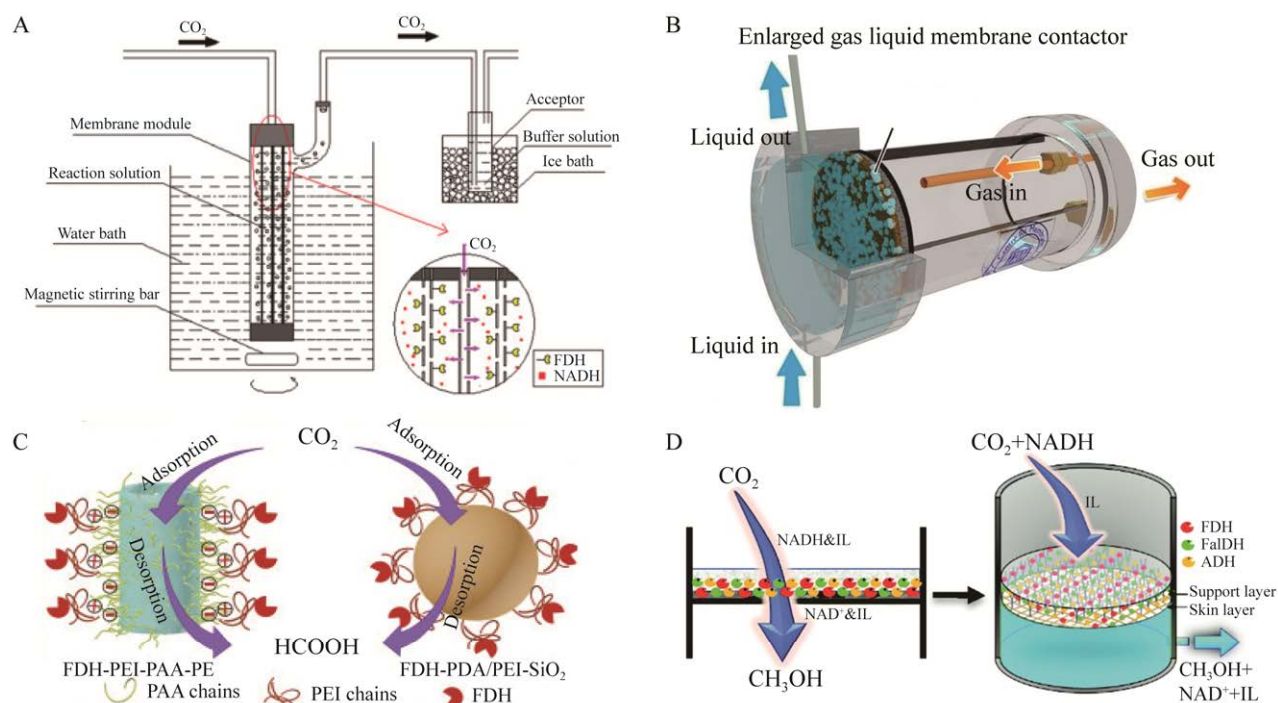 A
CO₂
CO₂
Membrane module
Reaction solution
Water bath
Magnetic stirring bar
Acceptor
Buffer solution
Ice bath
CO₂
FDH
NADH
B
Enlarged gas liquid membrane contactor
Liquid out
Gas in
Gas out
Liquid in
C
CO₂
Adsorption
Adsorption
Desorption
Desorption
HCOOH
FDH-PEI-PAA-PE
FDH-PDA/PEI-SiO₂
PAA chains
PEI chains
FDH
D
CO₂
NADH&IL
NAD⁺&IL
CH₃OH
CO₂+NADH
IL
FDH
FalDH
ADH
Support layer
Skin layer
CH₃OH+
NAD⁺+IL